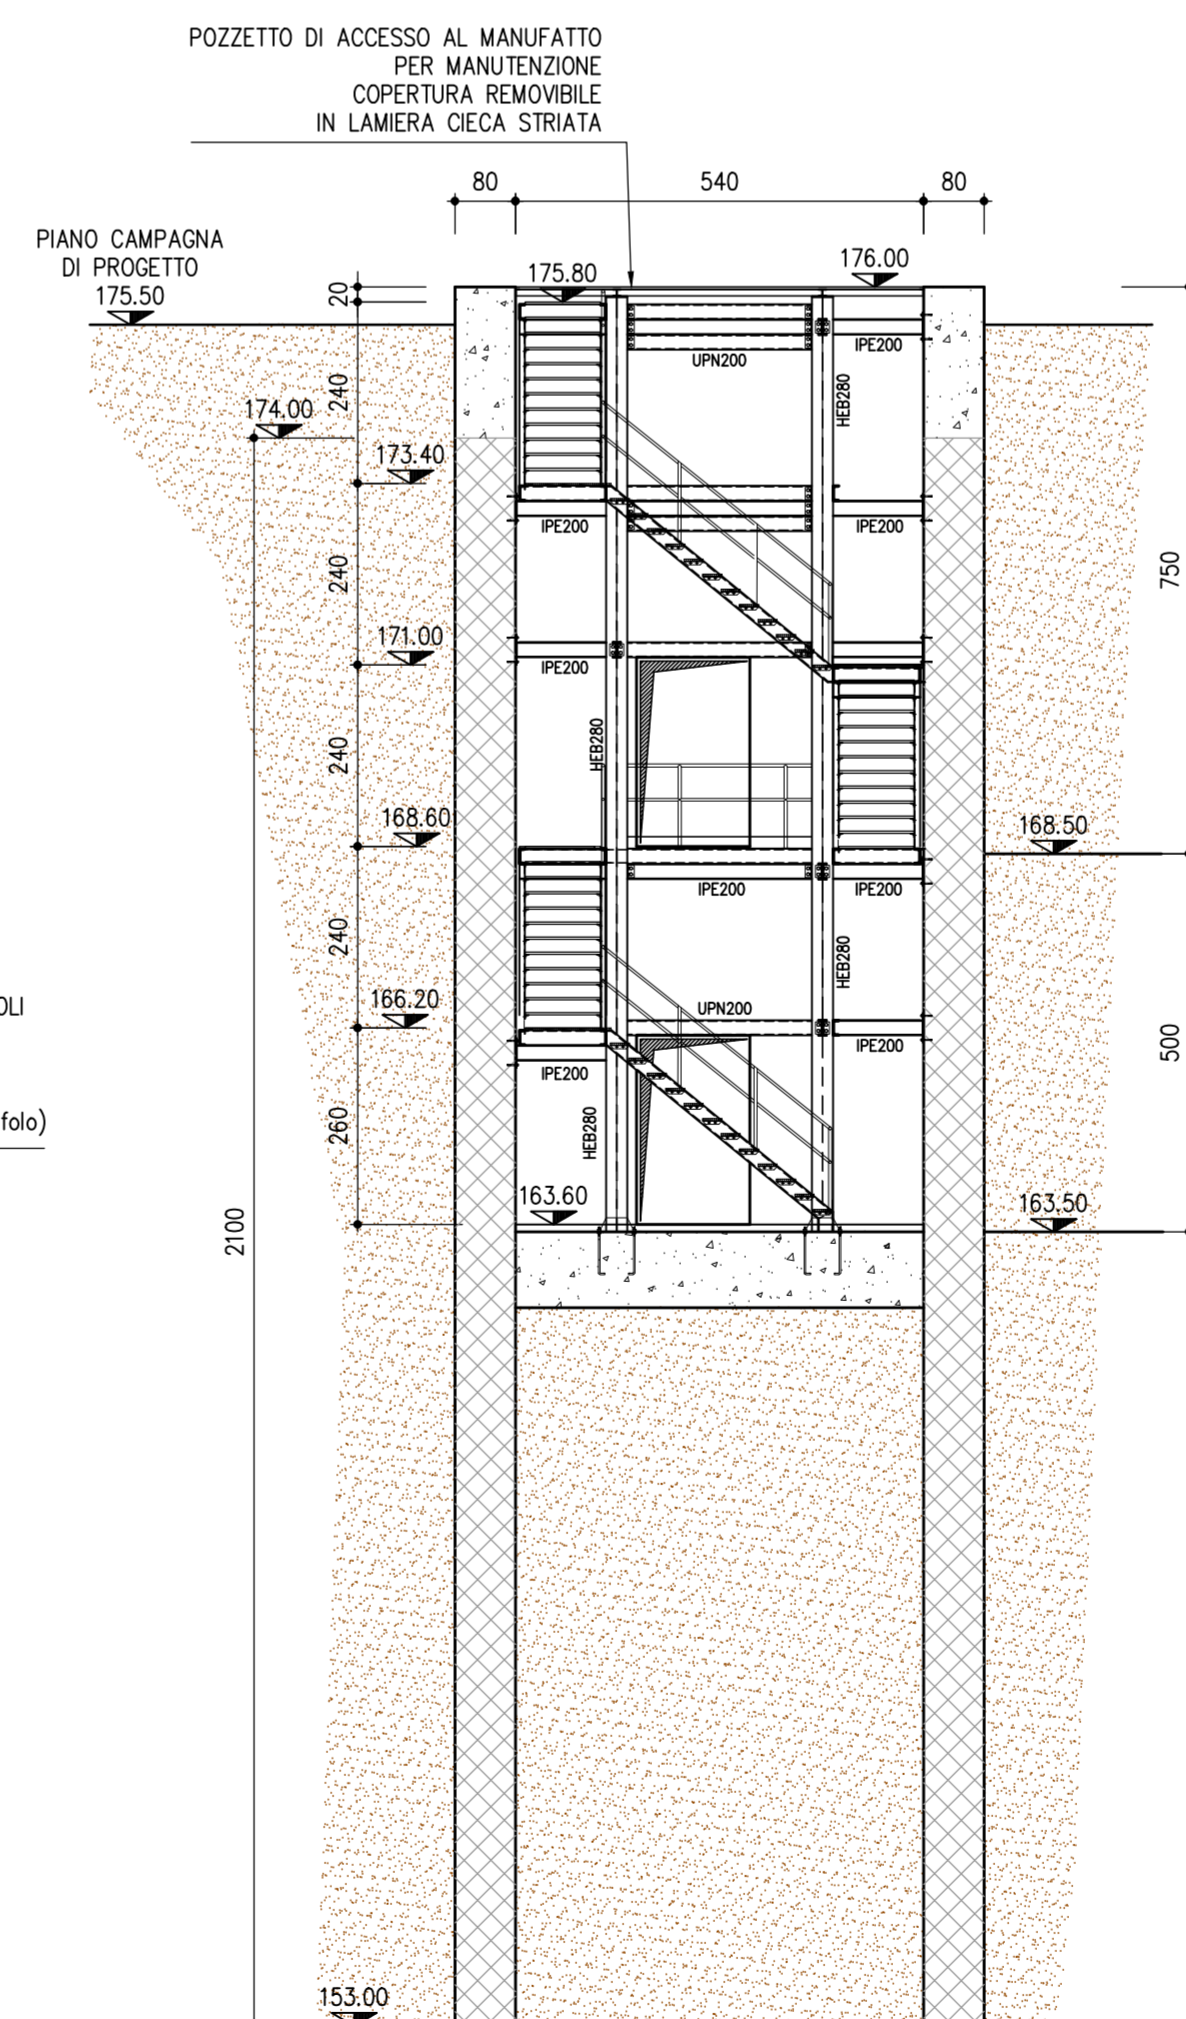 POZZETTO DI ACCESSO AL MANUFATTO
PER MANUTENZIONE
COPERTURA REMOVIBILE
IN LAMIERA CIECA STRIATA
80 540 80
PIANO CAMPAGNA
DI PROGETTO
175.50
20
175.80
176.00
UPN200
IPE200
240
HEB280
174.00
173.40
IPE200
IPE200
240
750
171.00
IPE200
HEB280
240
168.60
168.50
IPE200
IPE200
240
HEB280
OLI
166.20
UPN200
IPE200
500
IPE200
folo)
260
HEB280
163.60
163.50
2100
153.00